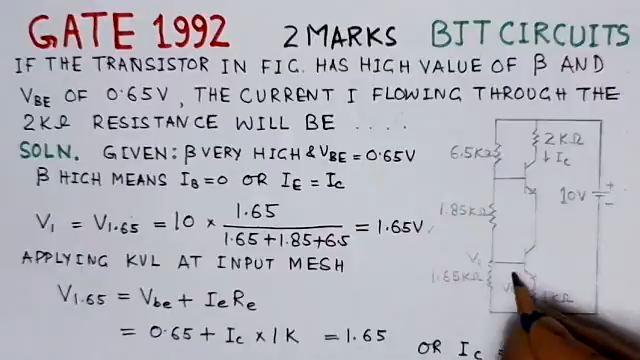 GATE 1992 2 MARKS BJT CIRCUITS
IF THE TRANSISTOR IN FIG. HAS HIGH VALUE OF β AND
VBE OF 0.65V, THE CURRENT I FLOWING THROUGH THE
2KΩ RESISTANCE WILL BE ....
SOLN. GIVEN: β VERY HIGH & VBE = 0.65V
β HIGH MEANS IB=0 OR IE = IC
V1 = V1.65 = 10 × 1.65 / 1.65+1.85+6.5 = 1.65V
APPLYING KVL AT INPUT MESH
V1.65 = Vbe + IeRe
= 0.65 + Ic × 1K = 1.65
OR Ic =
6.5KΩ
2KΩ
↓ Ic
1.85KΩ
10V
+
−
V1
1.65KΩ
KΩ